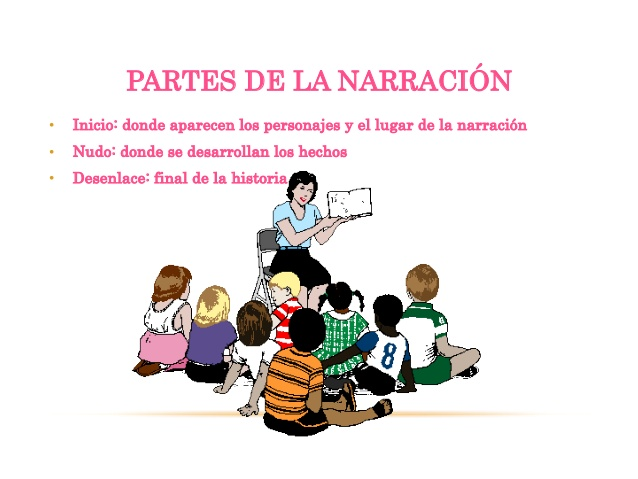 PARTES DE LA NARRACIÓN
• Inicio: donde aparecen los personajes y el lugar de la narración
• Nudo: donde se desarrollan los hechos
• Desenlace: final de la historia
8